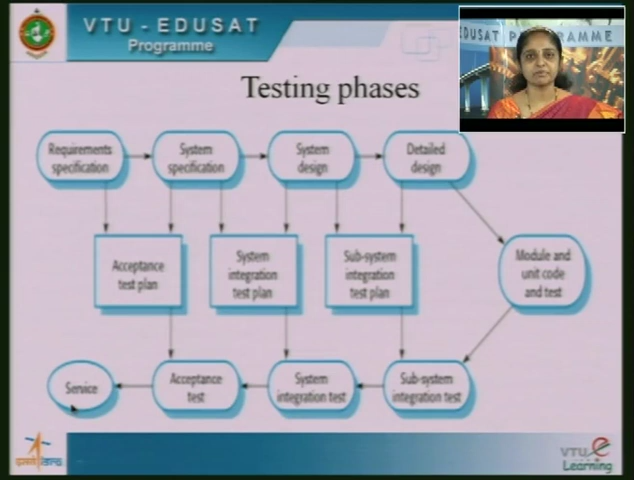 VTU - EDUSAT
Programme
EDUSAT PROGRAMME
Testing phases
Requirements
specification
System
specification
System
design
Detailed
design
Acceptance
test plan
System
integration
test plan
Sub-system
integration
test plan
Module and
unit code
and test
Service
Acceptance
test
System
integration test
Sub-system
integration test
VTU e
Learning